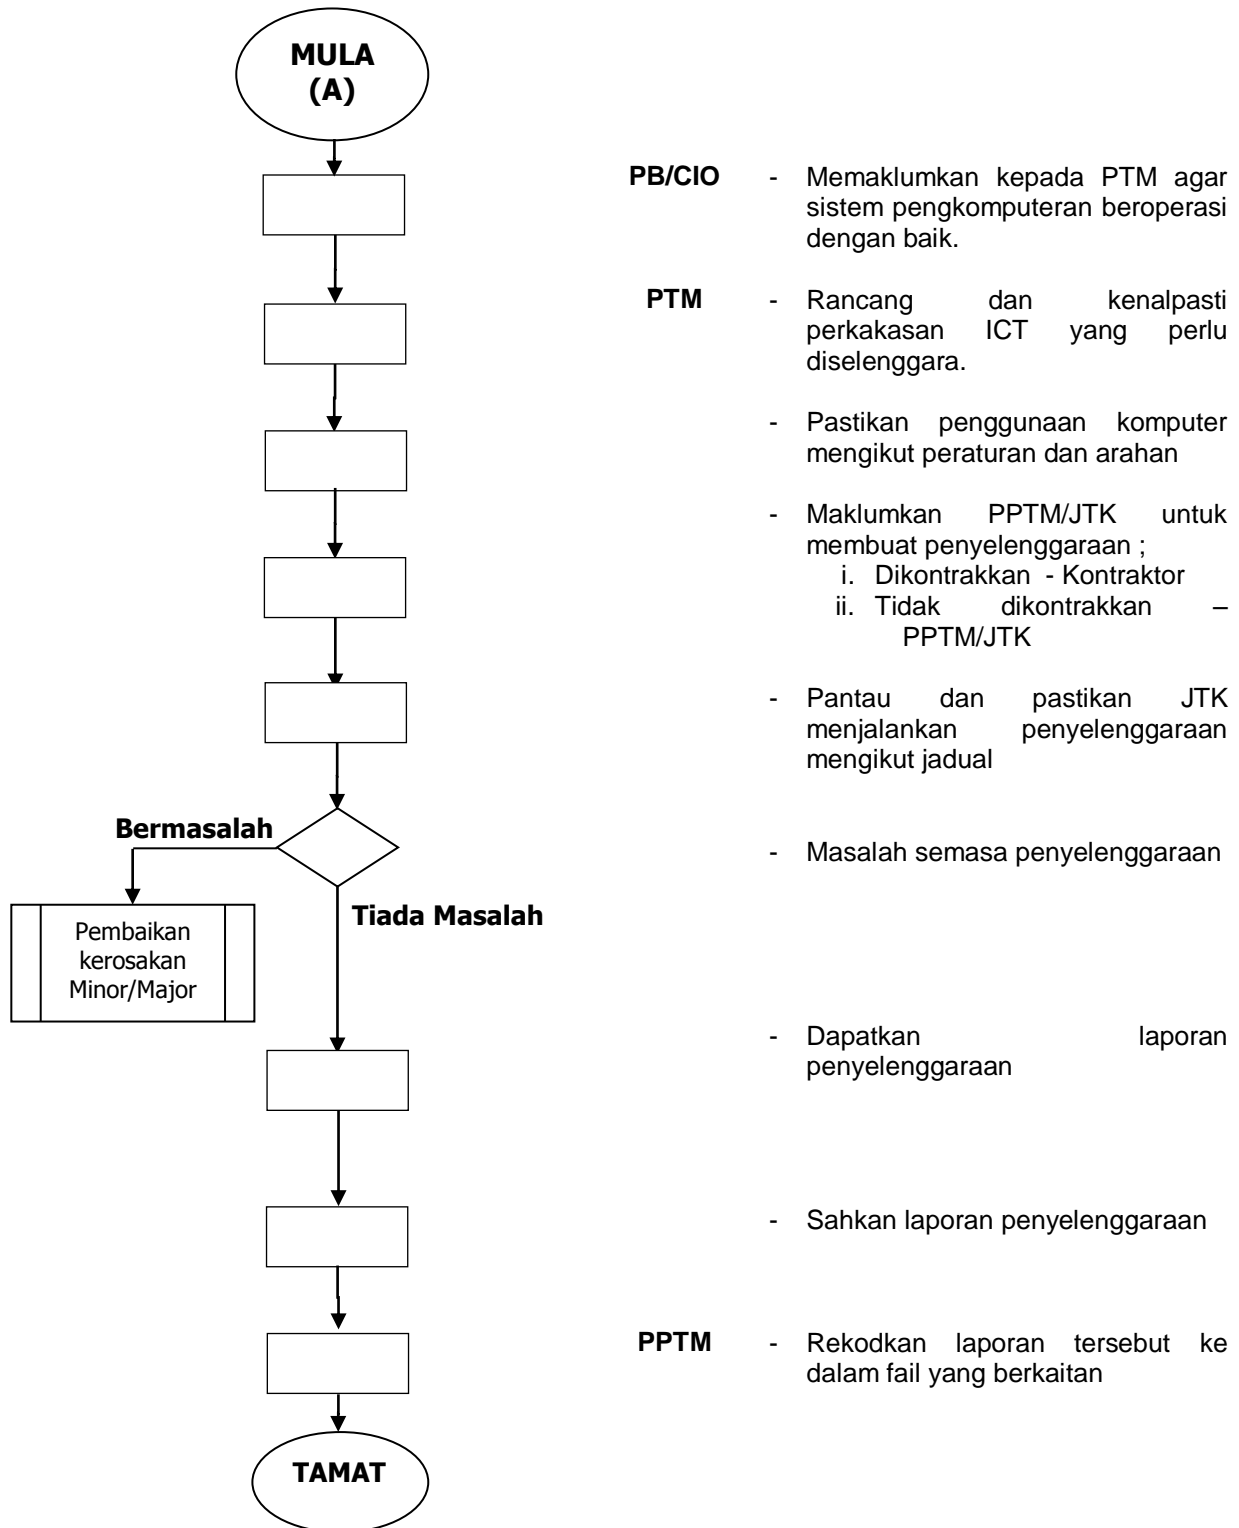 MULA
(A)
PB/CIO - Memaklumkan kepada PTM agar
sistem pengkomputeran beroperasi
dengan baik.
PTM - Rancang dan kenalpasti
perkakasan ICT yang perlu
diselenggara.
- Pastikan penggunaan komputer
mengikut peraturan dan arahan
- Maklumkan PPTM/JTK untuk
membuat penyelenggaraan ;
i. Dikontrakkan - Kontraktor
ii. Tidak dikontrakkan –
PPTM/JTK
- Pantau dan pastikan JTK
menjalankan penyelenggaraan
mengikut jadual
Bermasalah
- Masalah semasa penyelenggaraan
Tiada Masalah
Pembaikan
kerosakan
Minor/Major
- Dapatkan laporan
penyelenggaraan
- Sahkan laporan penyelenggaraan
PPTM - Rekodkan laporan tersebut ke
dalam fail yang berkaitan
TAMAT